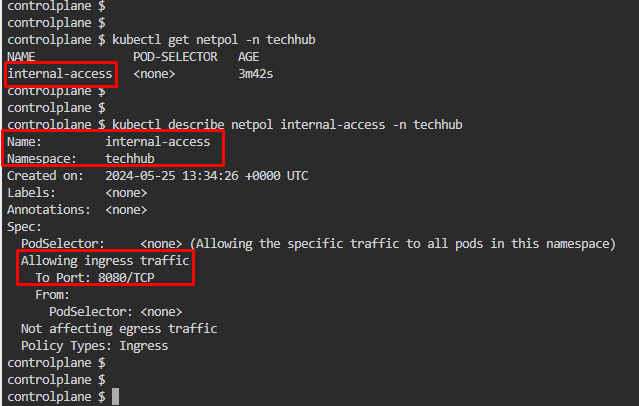 controlplane $
controlplane $
controlplane $ kubectl get netpol -n techhub
NAME              POD-SELECTOR   AGE
internal-access   <none>         3m42s
controlplane $
controlplane $
controlplane $ kubectl describe netpol internal-access -n techhub
Name:         internal-access
Namespace:    techhub
Created on:   2024-05-25 13:34:26 +0000 UTC
Labels:       <none>
Annotations:  <none>
Spec:
  PodSelector:     <none> (Allowing the specific traffic to all pods in this namespace)
  Allowing ingress traffic
    To Port: 8080/TCP
    From:
      PodSelector: <none>
  Not affecting egress traffic
  Policy Types: Ingress
controlplane $
controlplane $
controlplane $